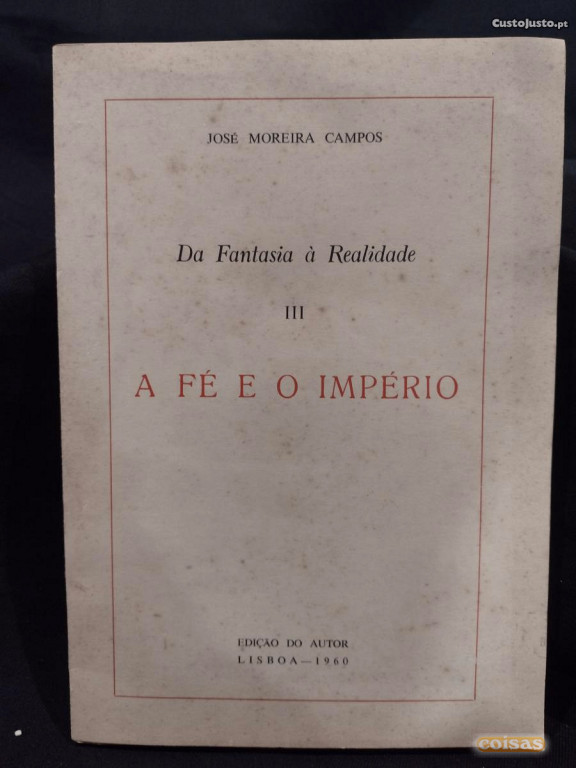 CustoJusto.pt
JOSÉ MOREIRA CAMPOS
Da Fantasia à Realidade
III
A FÉ E O IMPÉRIO
EDIÇÃO DO AUTOR
LISBOA—1960
coisas